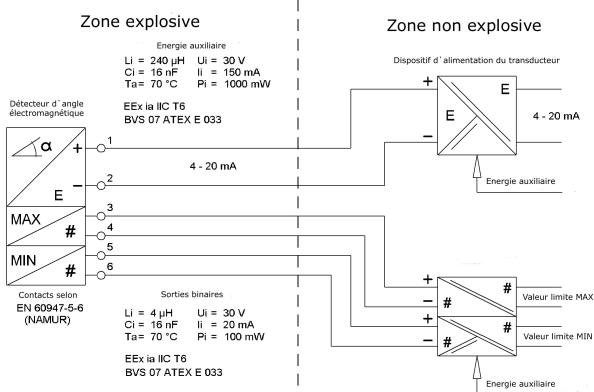 Zone explosive
Zone non explosive
Energie auxiliaire
Li = 240 µH Ui = 30 V
Ci = 16 nF Ii = 150 mA
Ta = 70 °C Pi = 1000 mW
EEx ia IIC T6
BVS 07 ATEX E 033
Dispositif d`alimentation du transducteur
Détecteur d`angle
électromagnétique
α
+
−
E
1
2
4 - 20 mA
+
−
E
E
4 - 20 mA
Energie auxiliaire
MAX
#
3
4
MIN
#
5
6
Contacts selon
EN 60947-5-6
(NAMUR)
Sorties binaires
Li = 4 µH Ui = 30 V
Ci = 16 nF Ii = 20 mA
Ta = 70 °C Pi = 100 mW
EEx ia IIC T6
BVS 07 ATEX E 033
+
−
#
#
Valeur limite MAX
+
−
#
#
Valeur limite MIN
Energie auxiliaire